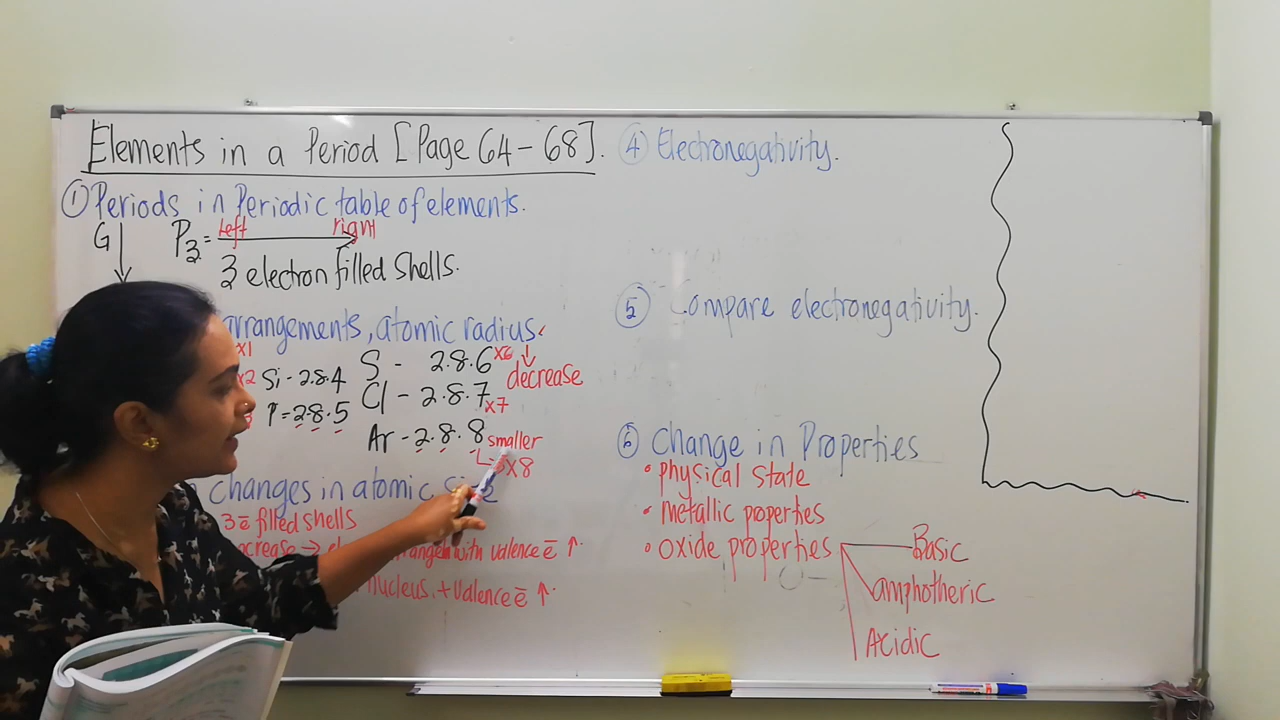 Elements in a Period [Page 64 - 68].
① Periods in Periodic table of elements.
G P3 = left right
3 electron filled shells.
arrangements, atomic radius
x1 S - 2.8.6 x6 decrease
x2 Si - 2.8.4 Cl - 2.8.7 x7
P = 2.8.5
Ar - 2.8.8 smaller
x8
changes in atomic size
3ē filled shells
increase → with valence ē ↑.
nucleus. + valence ē ↑.
④ Electronegativity.
⑤ Compare electronegativity.
⑥ Change in Properties
• physical state
• metallic properties
• oxide properties Basic
amphotheric
Acidic